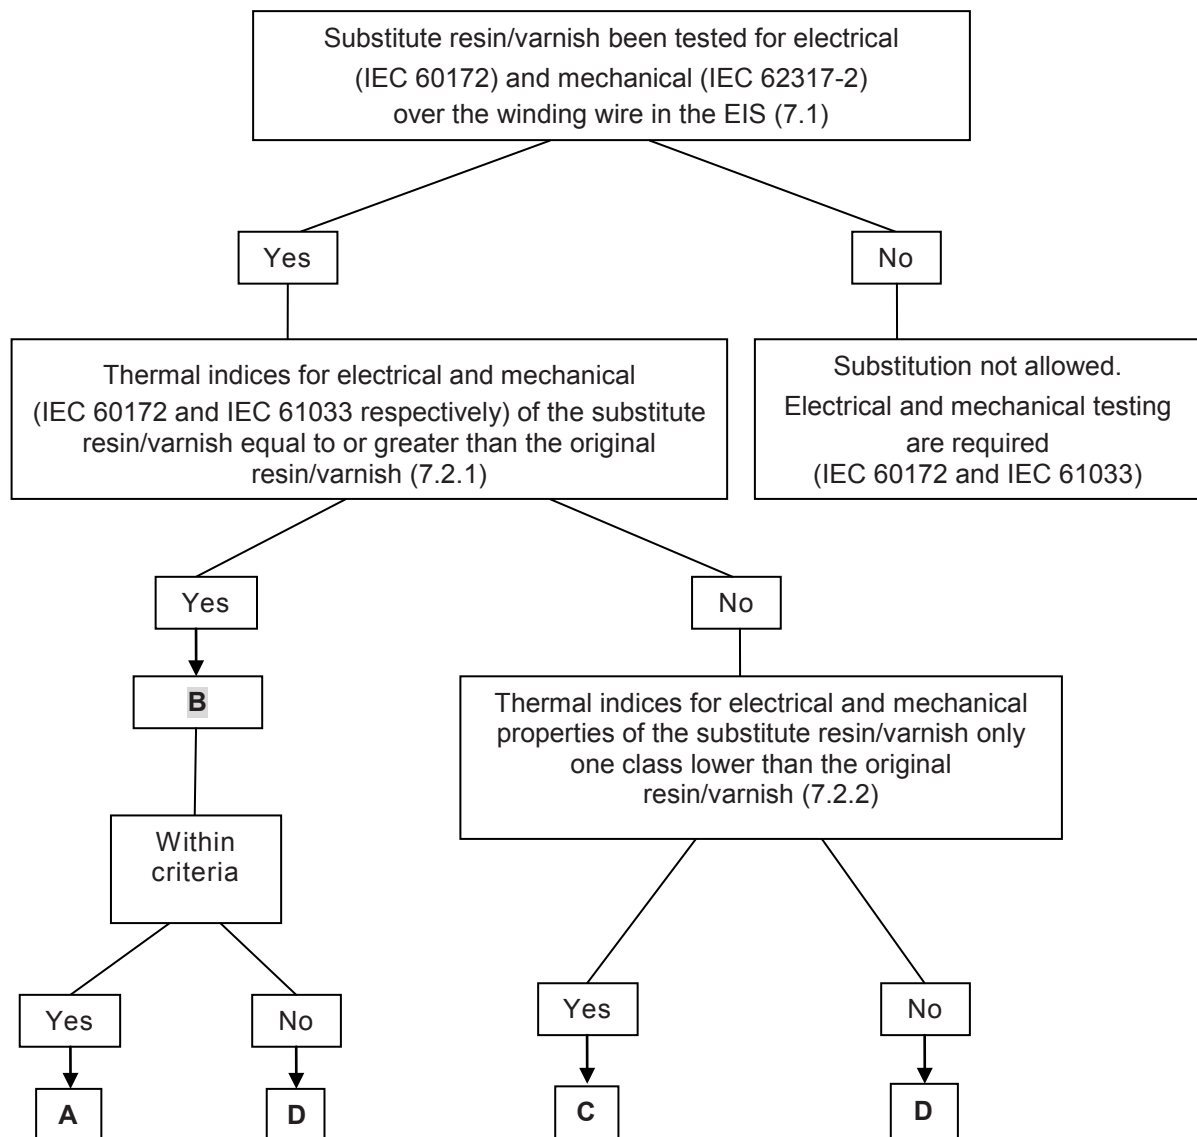 Substitute resin/varnish been tested for electrical
(IEC 60172) and mechanical (IEC 62317-2)
over the winding wire in the EIS (7.1)
Yes
No
Thermal indices for electrical and mechanical
(IEC 60172 and IEC 61033 respectively) of the substitute
resin/varnish equal to or greater than the original
resin/varnish (7.2.1)
Substitution not allowed.
Electrical and mechanical testing
are required
(IEC 60172 and IEC 61033)
Yes
No
B
Thermal indices for electrical and mechanical
properties of the substitute resin/varnish only
one class lower than the original
resin/varnish (7.2.2)
Within
criteria
Yes
No
Yes
No
A
D
C
D